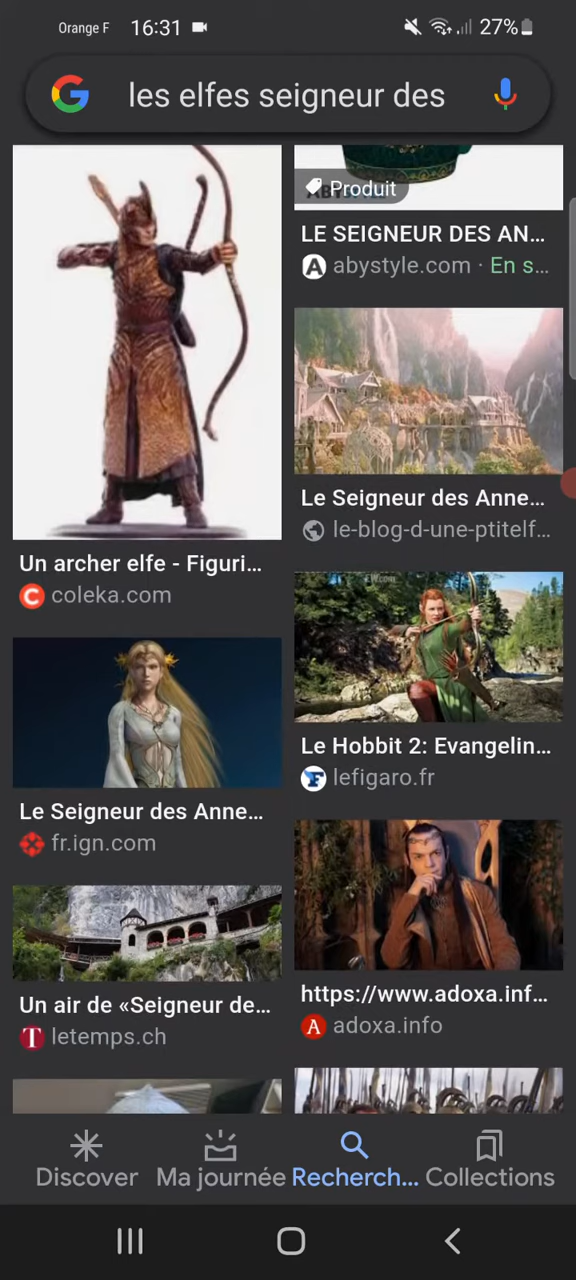 Orange F 16:31 27%
les elfes seigneur des
Produit
LE SEIGNEUR DES AN...
abystyle.com · En s...
Le Seigneur des Anne...
le-blog-d-une-ptitelf...
Un archer elfe - Figuri...
coleka.com
Le Hobbit 2: Evangelin...
lefigaro.fr
Le Seigneur des Anne...
fr.ign.com
https://www.adoxa.inf...
adoxa.info
Un air de «Seigneur de...
letemps.ch
Discover Ma journée Recherch... Collections